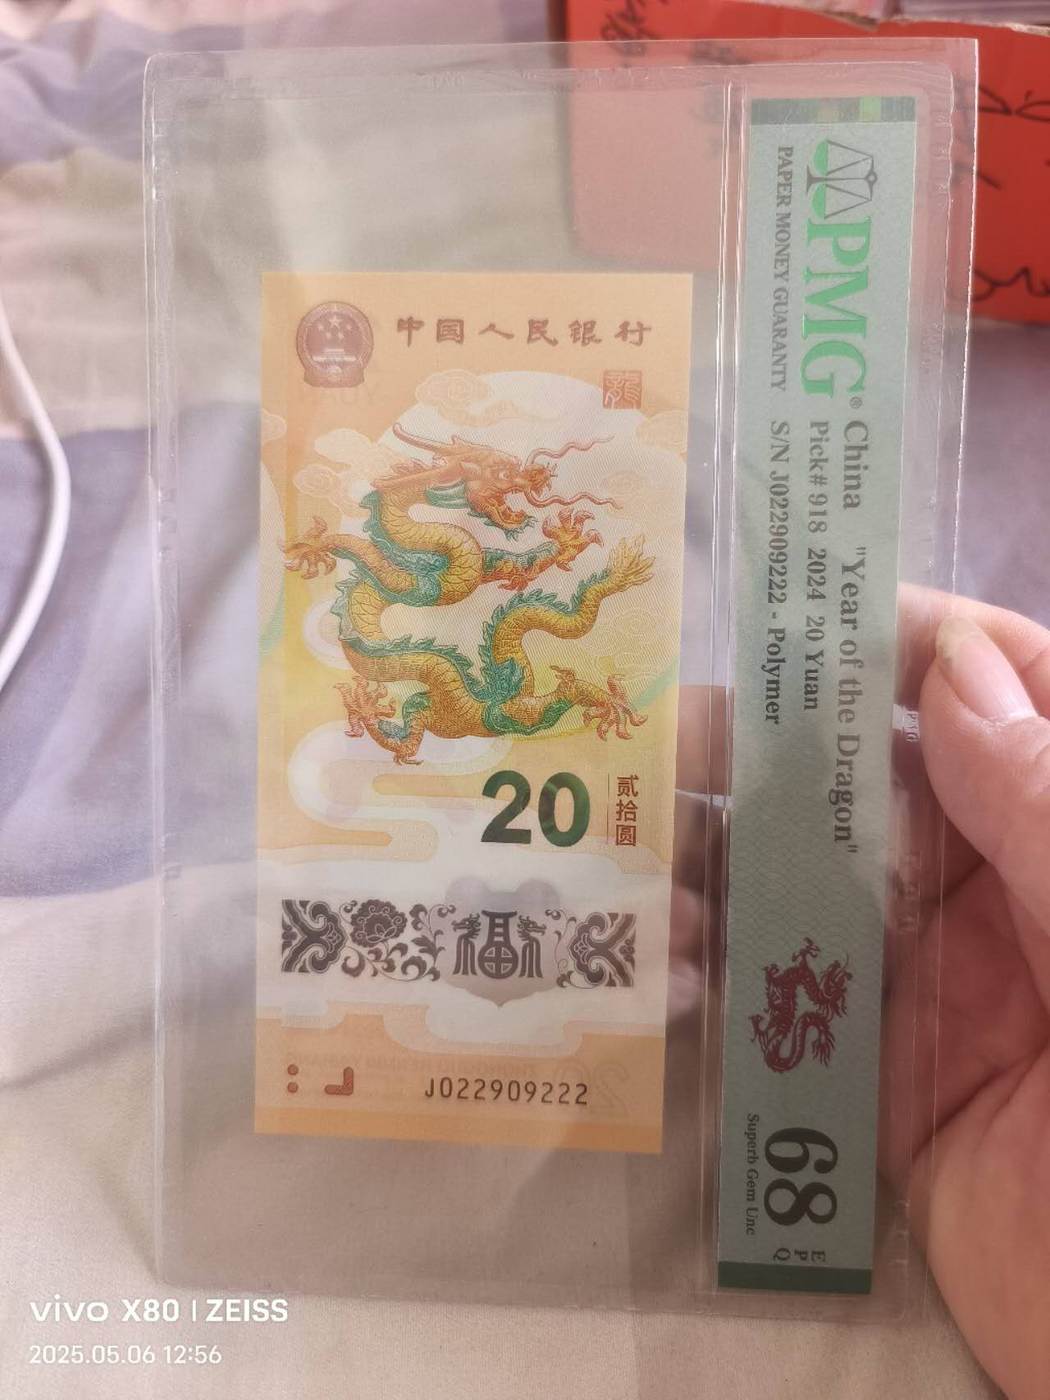 中国人民银行
龍
20
贰拾圆
福
J022909222
PMG®
PAPER MONEY GUARANTY
China "Year of the Dragon"
Pick# 918 2024 20 Yuan
S/N J022909222 - Polymer
68 EPQ
Superb Gem Unc
PMG
vivo X80 | ZEISS
2025.05.06 12:56